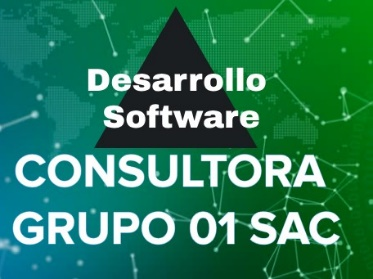 Desarrollo
Software
CONSULTORA
GRUPO 01 SAC